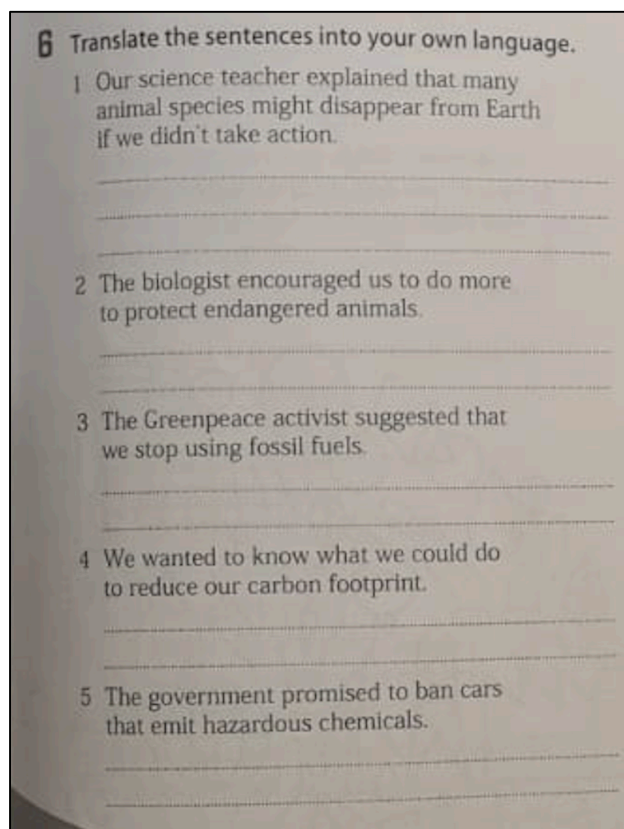 6 Translate the sentences into your own language.
1 Our science teacher explained that many
animal species might disappear from Earth
if we didn't take action.
2 The biologist encouraged us to do more
to protect endangered animals.
3 The Greenpeace activist suggested that
we stop using fossil fuels.
4 We wanted to know what we could do
to reduce our carbon footprint.
5 The government promised to ban cars
that emit hazardous chemicals.